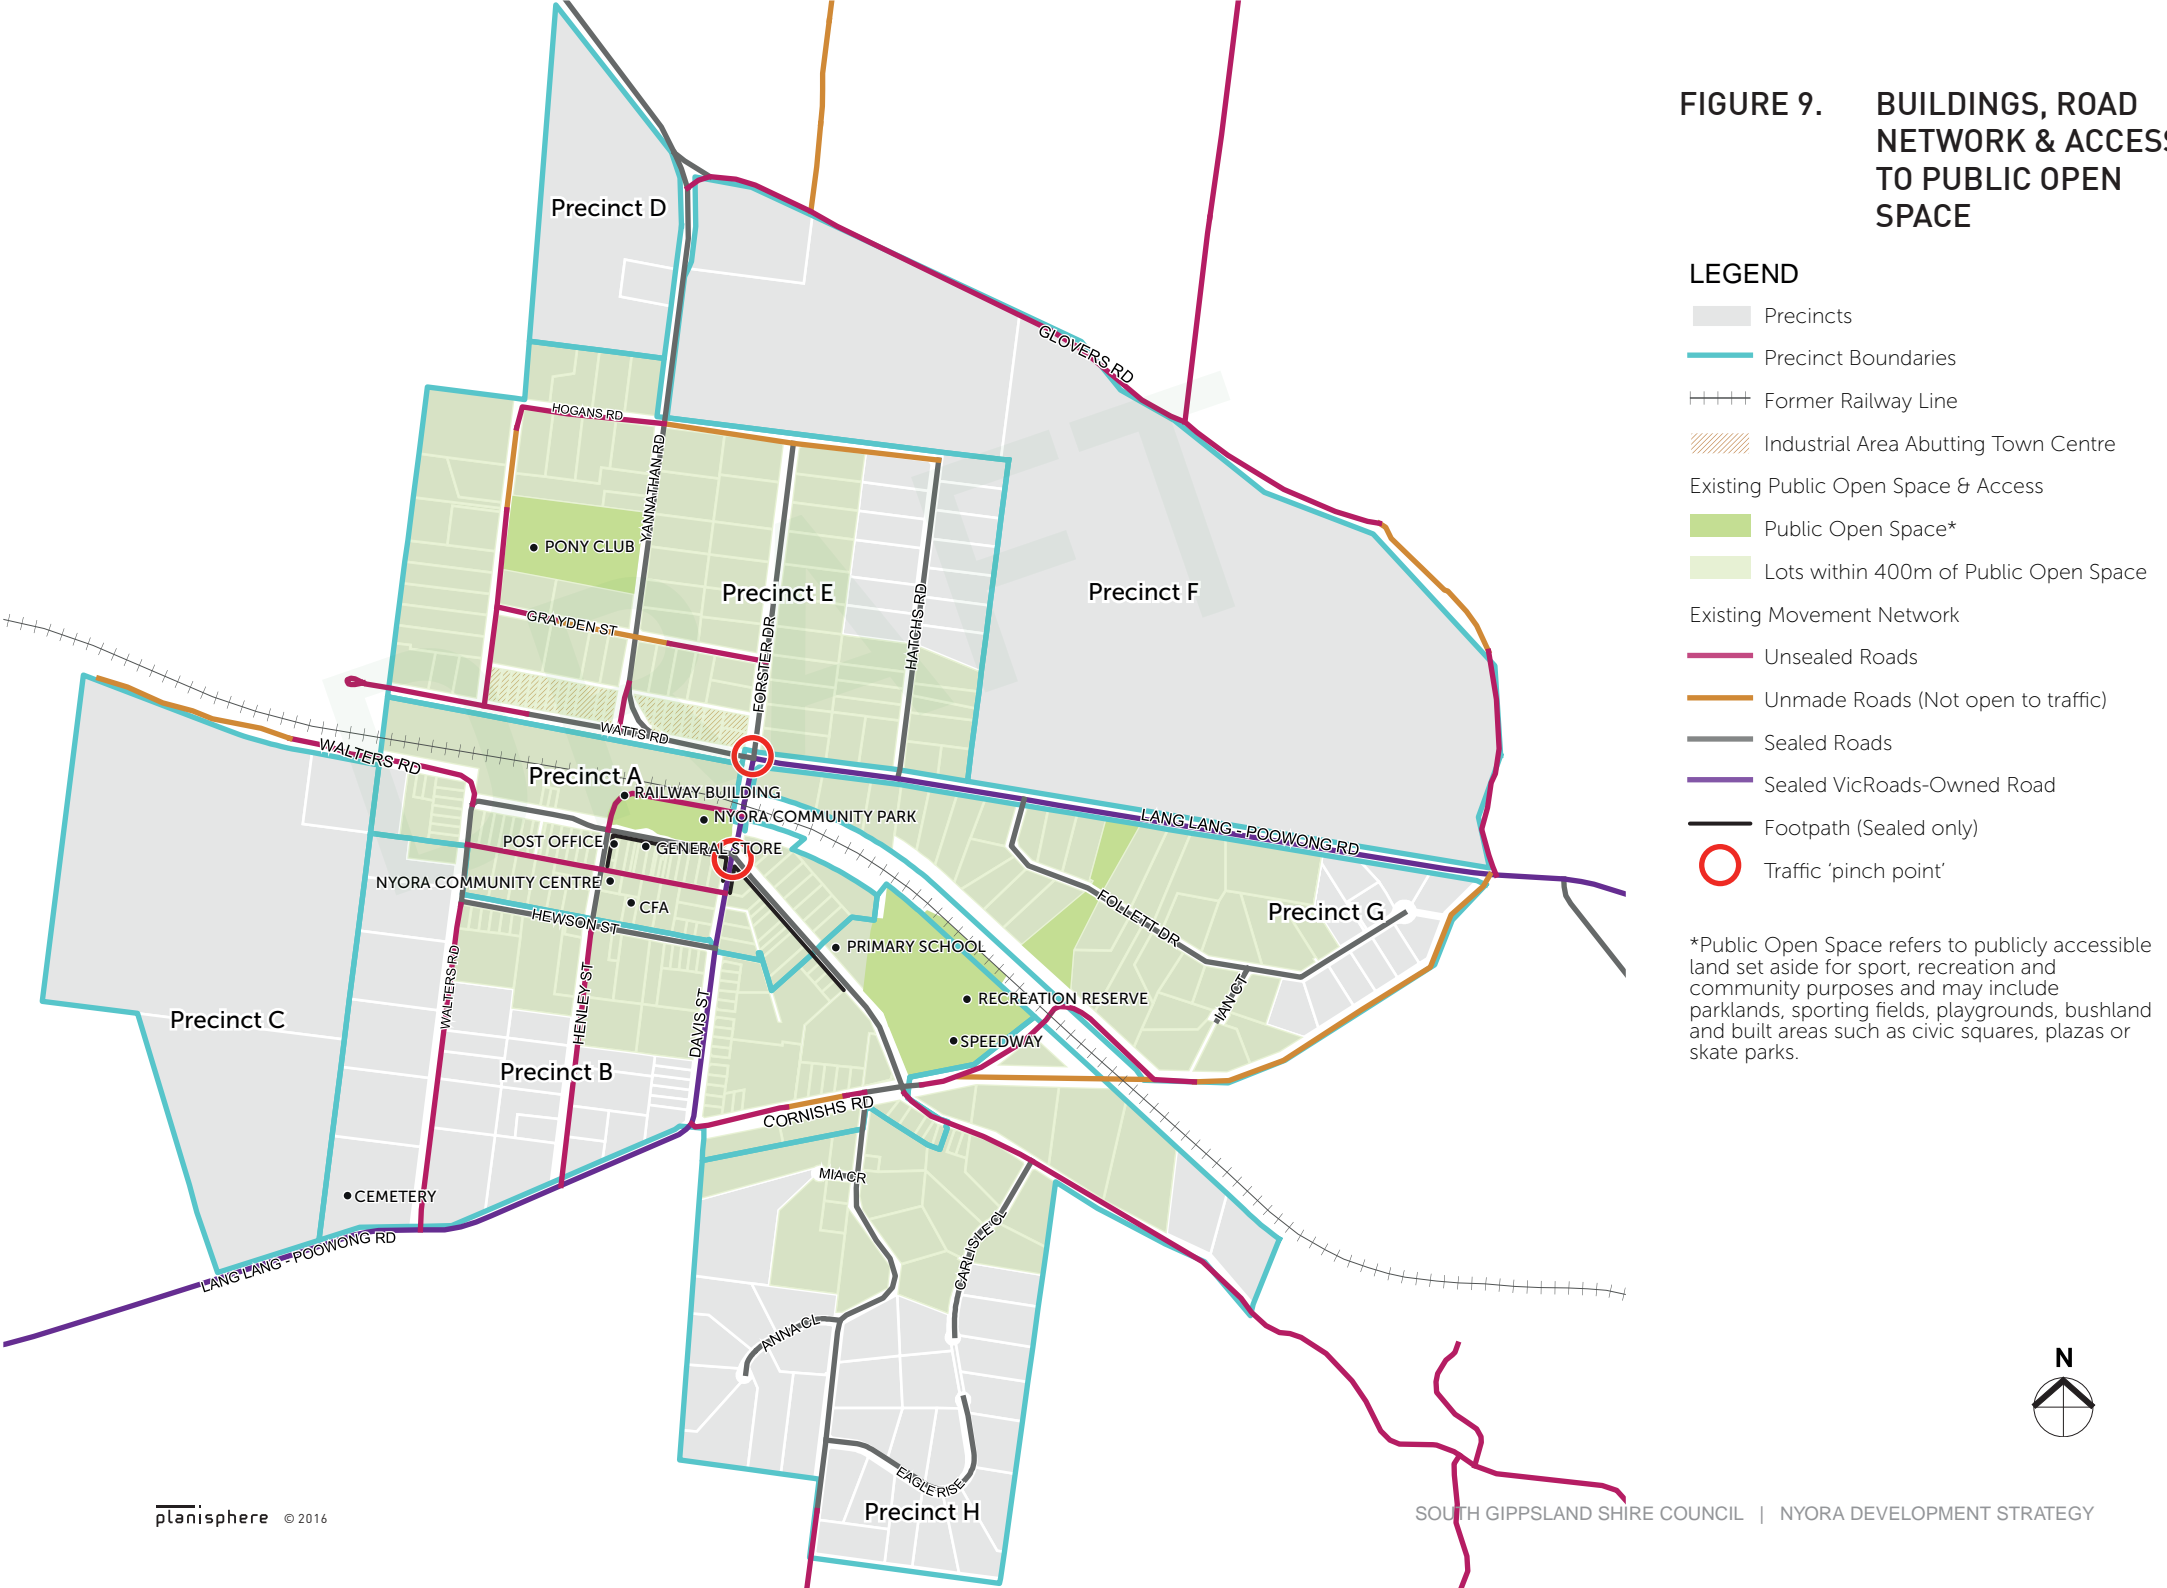 FIGURE 9. BUILDINGS, ROAD
NETWORK & ACCESS
TO PUBLIC OPEN
SPACE
LEGEND
Precincts
Precinct Boundaries
Former Railway Line
Industrial Area Abutting Town Centre
Existing Public Open Space & Access
Public Open Space*
Lots within 400m of Public Open Space
Existing Movement Network
Unsealed Roads
Unmade Roads (Not open to traffic)
Sealed Roads
Sealed VicRoads-Owned Road
Footpath (Sealed only)
Traffic ‘pinch point’
*Public Open Space refers to publicly accessible
land set aside for sport, recreation and
community purposes and may include
parklands, sporting fields, playgrounds, bushland
and built areas such as civic squares, plazas or
skate parks.
Precinct D
GLOVERS RD
HOGANS RD
YANNATHAN RD
PONY CLUB
Precinct E
Precinct F
HATCHS RD
GRAYDEN ST
FORSTER DR
WATTS RD
WALTERS RD
Precinct A
RAILWAY BUILDING
NYORA COMMUNITY PARK
LANG LANG - POOWONG RD
POST OFFICE
GENERAL STORE
NYORA COMMUNITY CENTRE
CFA
HEWSON ST
FOLLETT DR
Precinct G
PRIMARY SCHOOL
WALTERS RD
HENLEY ST
DAVIS ST
RECREATION RESERVE
IAN CT
Precinct C
SPEEDWAY
Precinct B
CORNISHS RD
MIA CR
CEMETERY
CARLISLE CL
LANG LANG - POOWONG RD
ANNA CL
EAGLE RISE
Precinct H
N
DRAFT
planisphere © 2016
SOUTH GIPPSLAND SHIRE COUNCIL | NYORA DEVELOPMENT STRATEGY